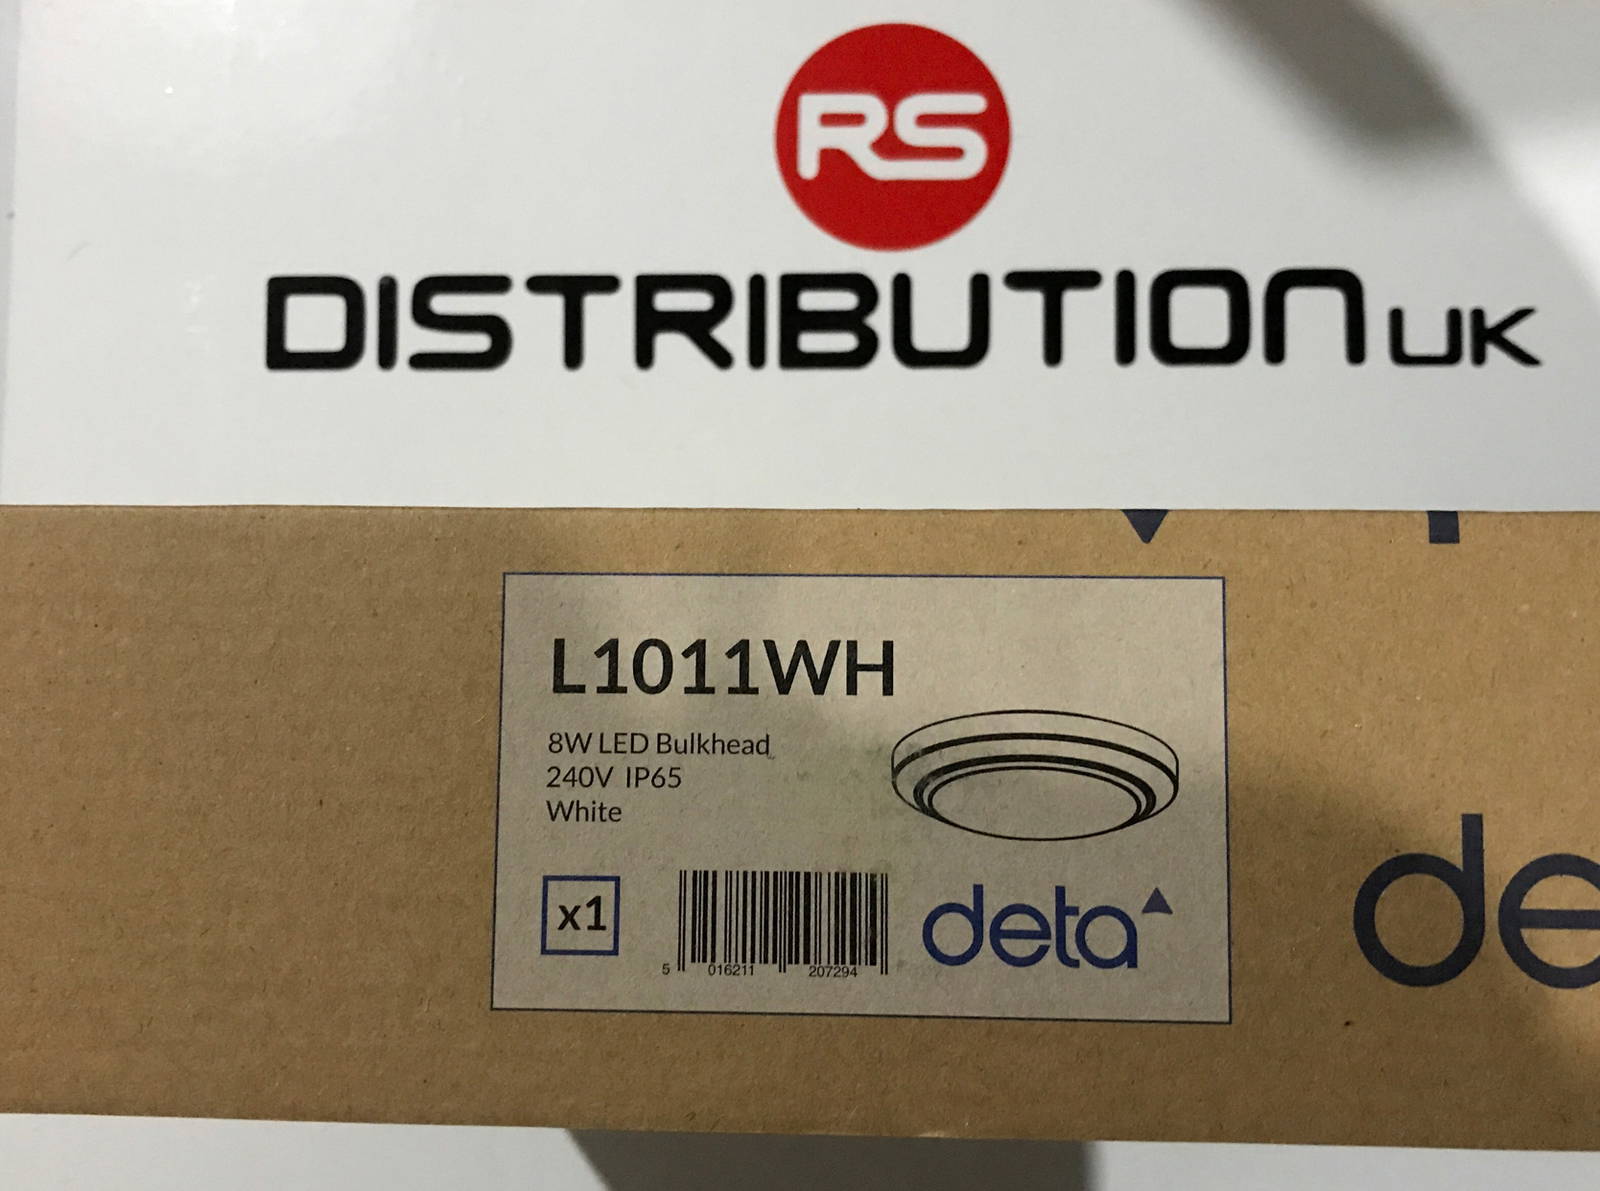 RS
DISTRIBUTION UK
L1011WH
8W LED Bulkhead
240V IP65
White
x1
5 016211 207294
deta
de